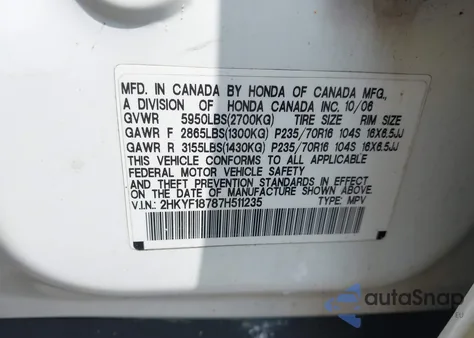 MFD. IN CANADA BY HONDA OF CANADA MFG.,
A DIVISION OF HONDA CANADA INC. 10/06
GVWR 5950LBS(2700KG) TIRE SIZE RIM SIZE
GAWR F 2865LBS(1300KG) P235/70R16 104S 16X6.5JJ
GAWR R 3155LBS(1430KG) P235/70R16 104S 16X6.5JJ
THIS VEHICLE CONFORMS TO ALL APPLICABLE
FEDERAL MOTOR VEHICLE SAFETY
STANDARDS IN EFFECT ON THE DATE OF
MANUFACTURE SHOWN ABOVE.
V.I.N.: 2HKYF18787H511235 TYPE: MPV
autoSnap